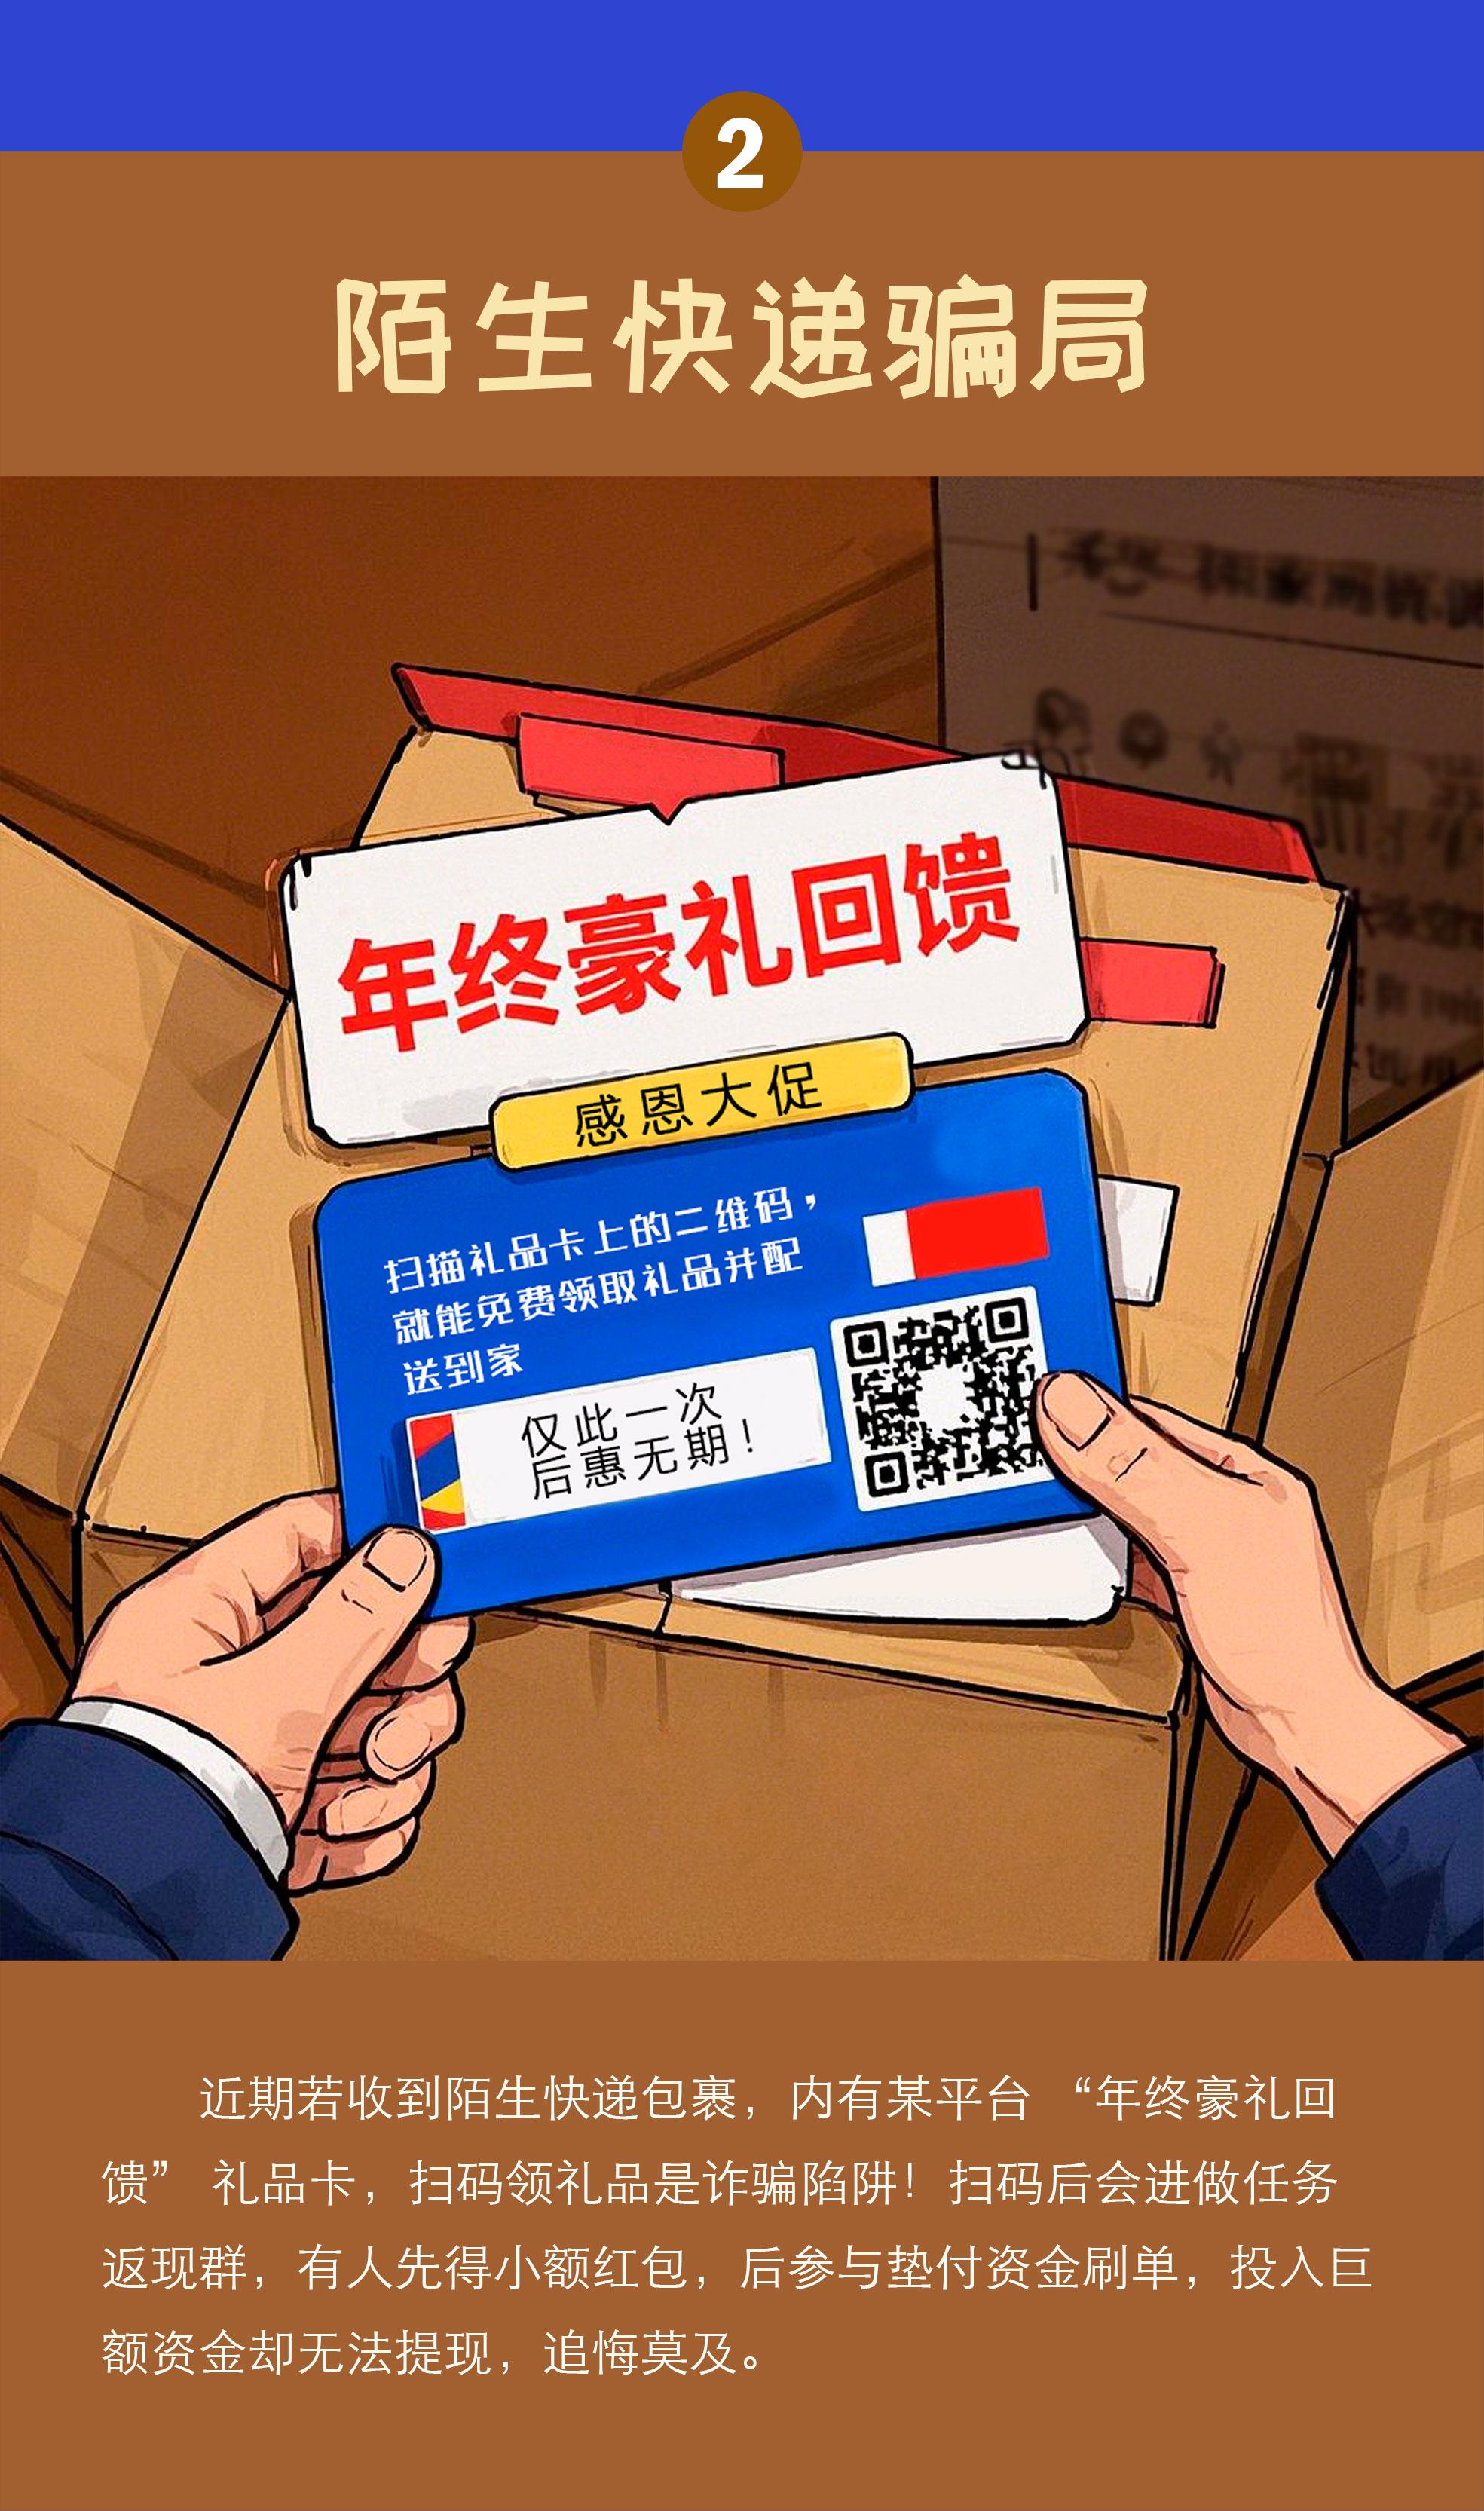 2
陌生快递骗局
年终豪礼回馈
感恩大促
扫描礼品卡上的二维码，
就能免费领取礼品并配
送到家
仅此一次
后惠无期！
近期若收到陌生快递包裹，内有某平台 “年终豪礼回
馈” 礼品卡，扫码领礼品是诈骗陷阱！扫码后会进做任务
返现群，有人先得小额红包，后参与垫付资金刷单，投入巨
额资金却无法提现，追悔莫及。